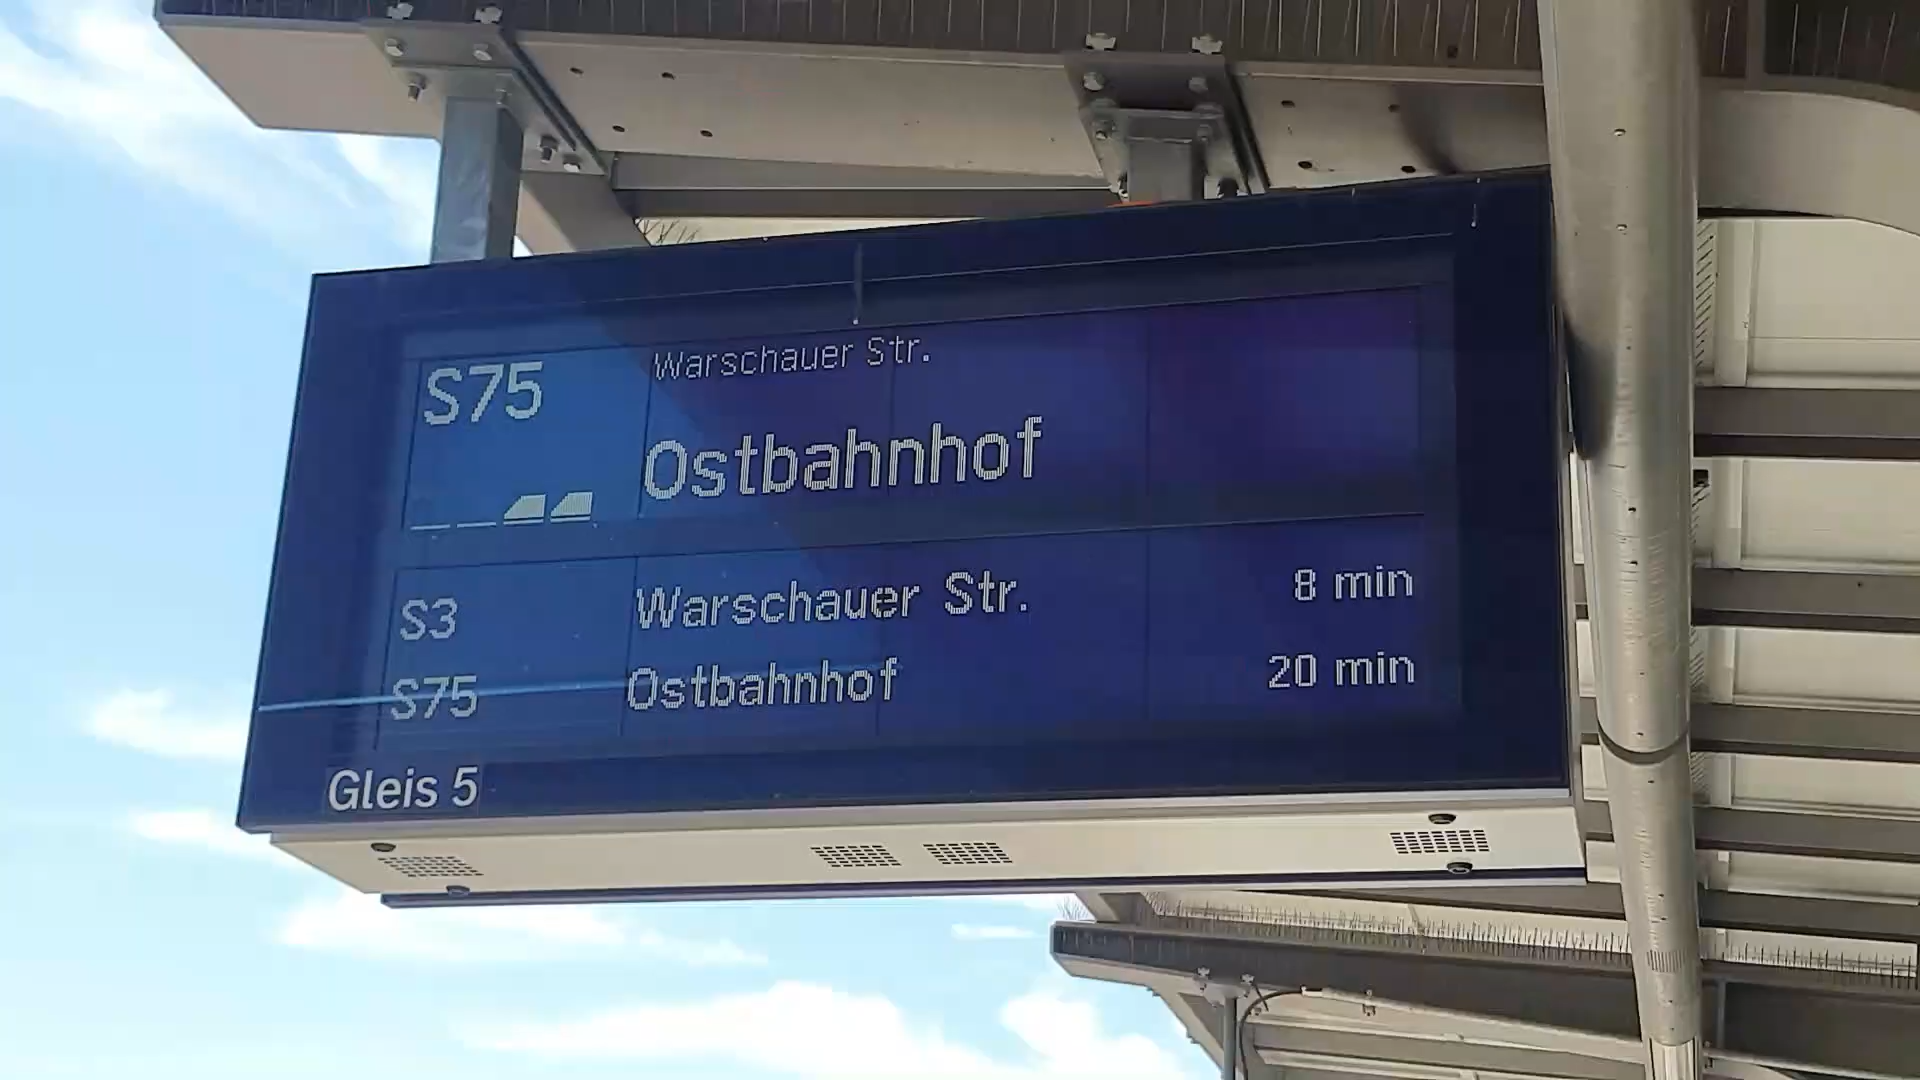 S75 Warschauer Str.
Ostbahnhof
S3 Warschauer Str. 8 min
S75 Ostbahnhof 20 min
Gleis 5